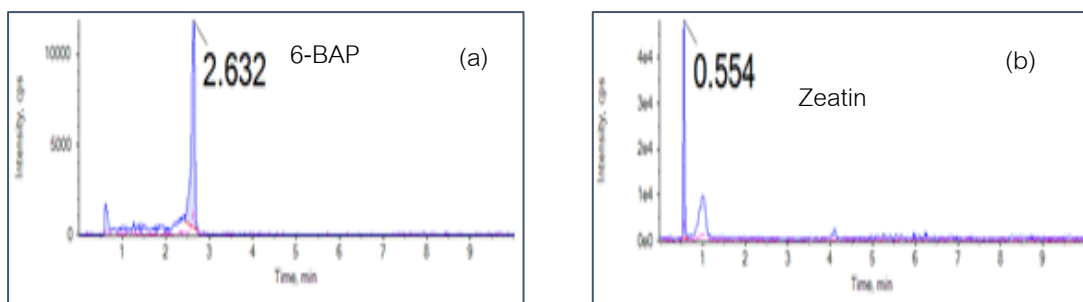 6-BAP
(a)
2.632
Intensity, cps
10000
5000
0
1 2 3 4 5 6 7 8 9
Time, min
(b)
0.554
Zeatin
Intensity, cps
4e4
3e4
2e4
1e4
0e0
1 2 3 4 5 6 7 8 9
Time, min